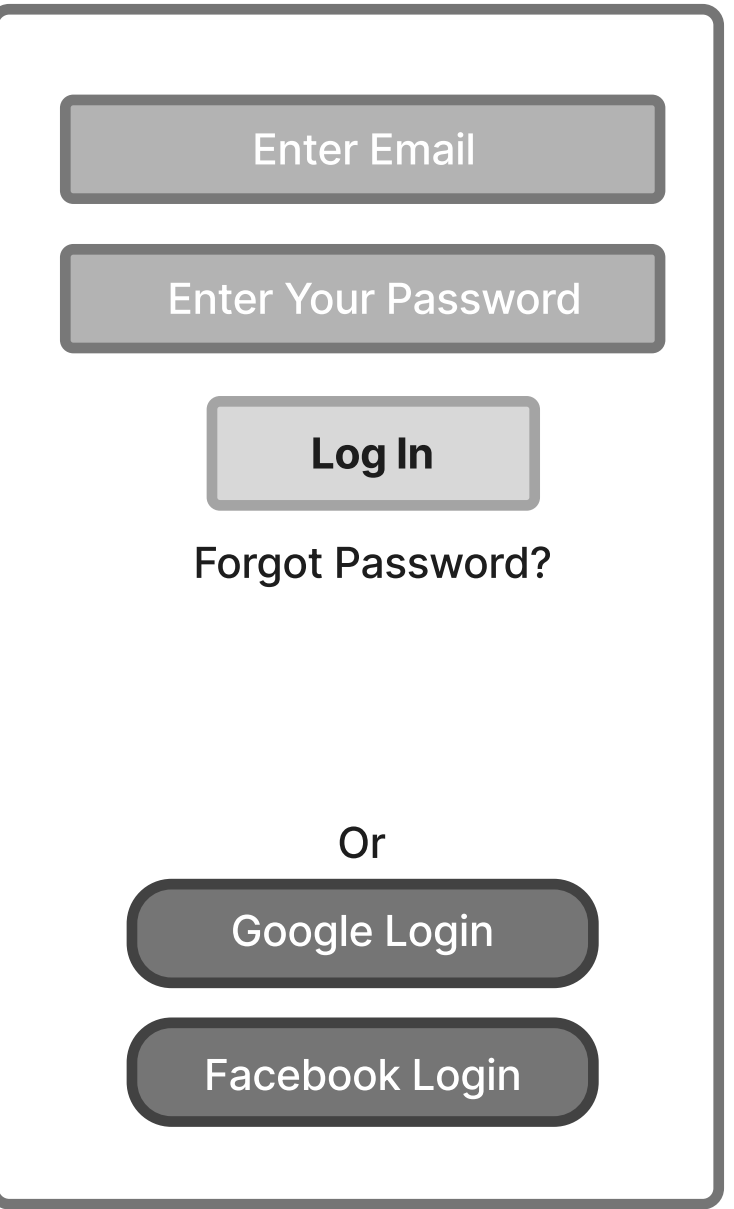 Enter Email
Enter Your Password
Log In
Forgot Password?
Or
Google Login
Facebook Login